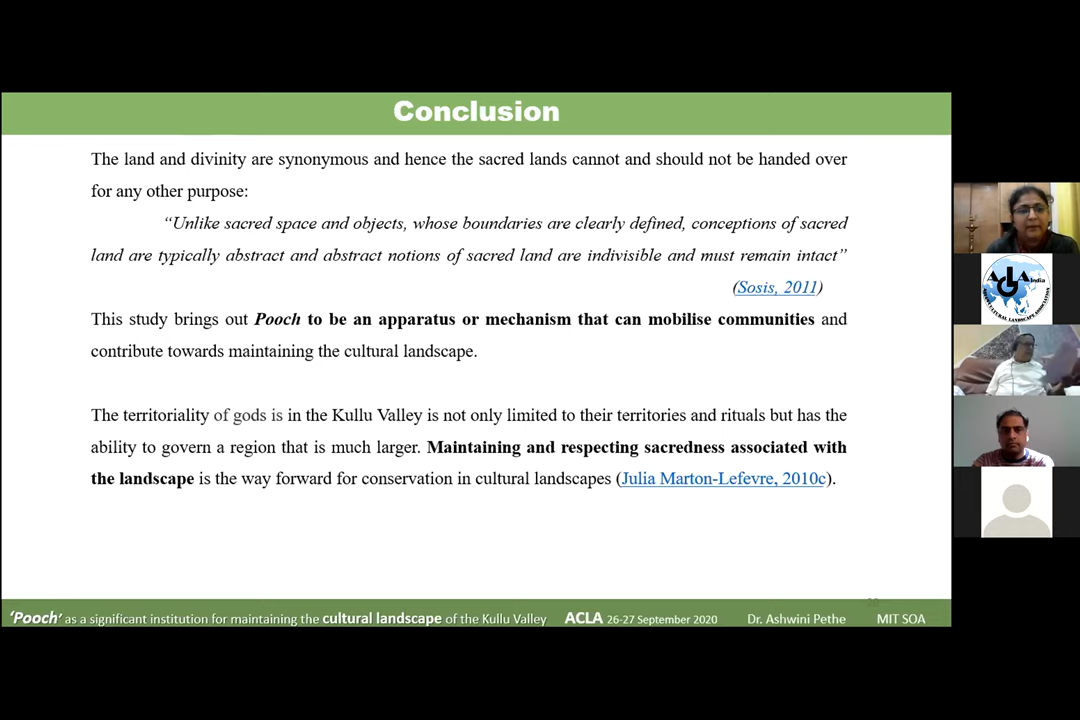 Conclusion
The land and divinity are synonymous and hence the sacred lands cannot and should not be handed over
for any other purpose:
“Unlike sacred space and objects, whose boundaries are clearly defined, conceptions of sacred
land are typically abstract and abstract notions of sacred land are indivisible and must remain intact”
(Sosis, 2011)
This study brings out Pooch to be an apparatus or mechanism that can mobilise communities and
contribute towards maintaining the cultural landscape.
The territoriality of gods is in the Kullu Valley is not only limited to their territories and rituals but has the
ability to govern a region that is much larger. Maintaining and respecting sacredness associated with
the landscape is the way forward for conservation in cultural landscapes (Julia Marton-Lefevre, 2010c).
‘Pooch’ as a significant institution for maintaining the cultural landscape of the Kullu Valley ACLA 26-27 September 2020 Dr. Ashwini Pethe MIT SOA
ACLA India